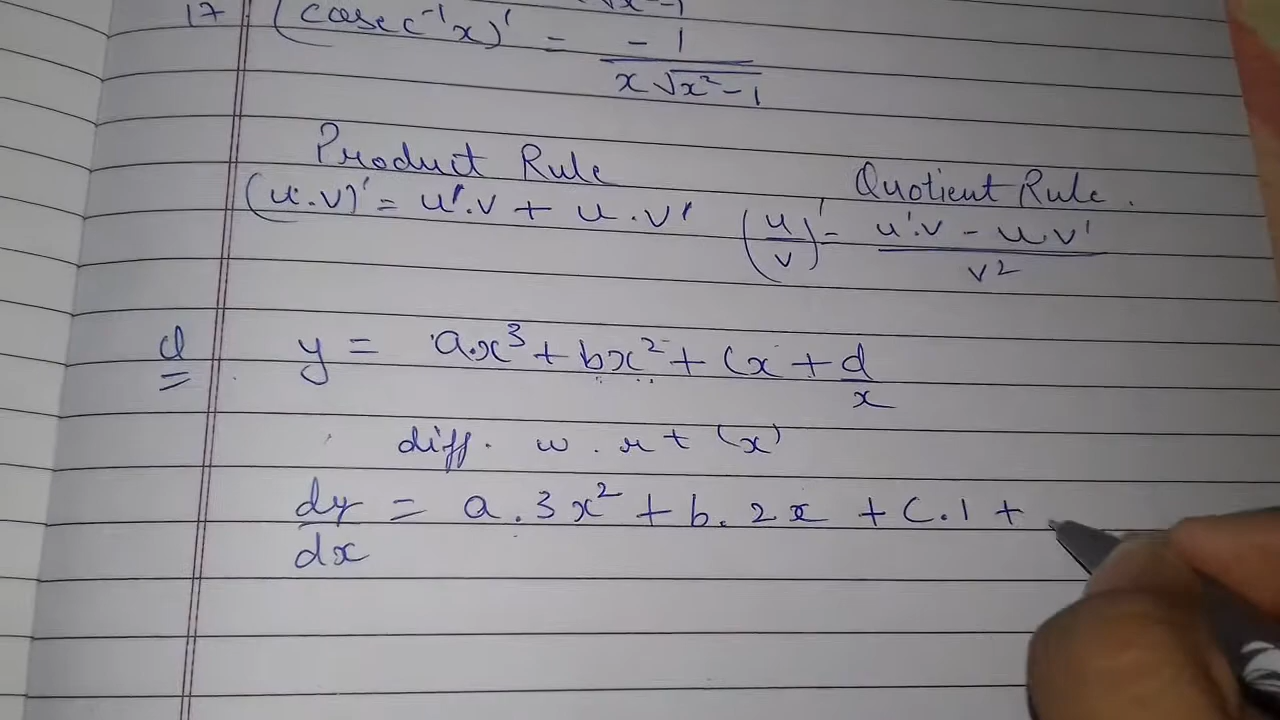 17 (cosec⁻¹x)' = -1 / x√x²-1
Product Rule
(u.v)' = u'.v + u.v'
Quotient Rule.
(u/v)' = u'.v - u.v' / v²
Q y = a.x³ + bx² + cx + d/x
diff. w.r.t (x)
dy/dx = a.3x² + b.2x + C.1 +